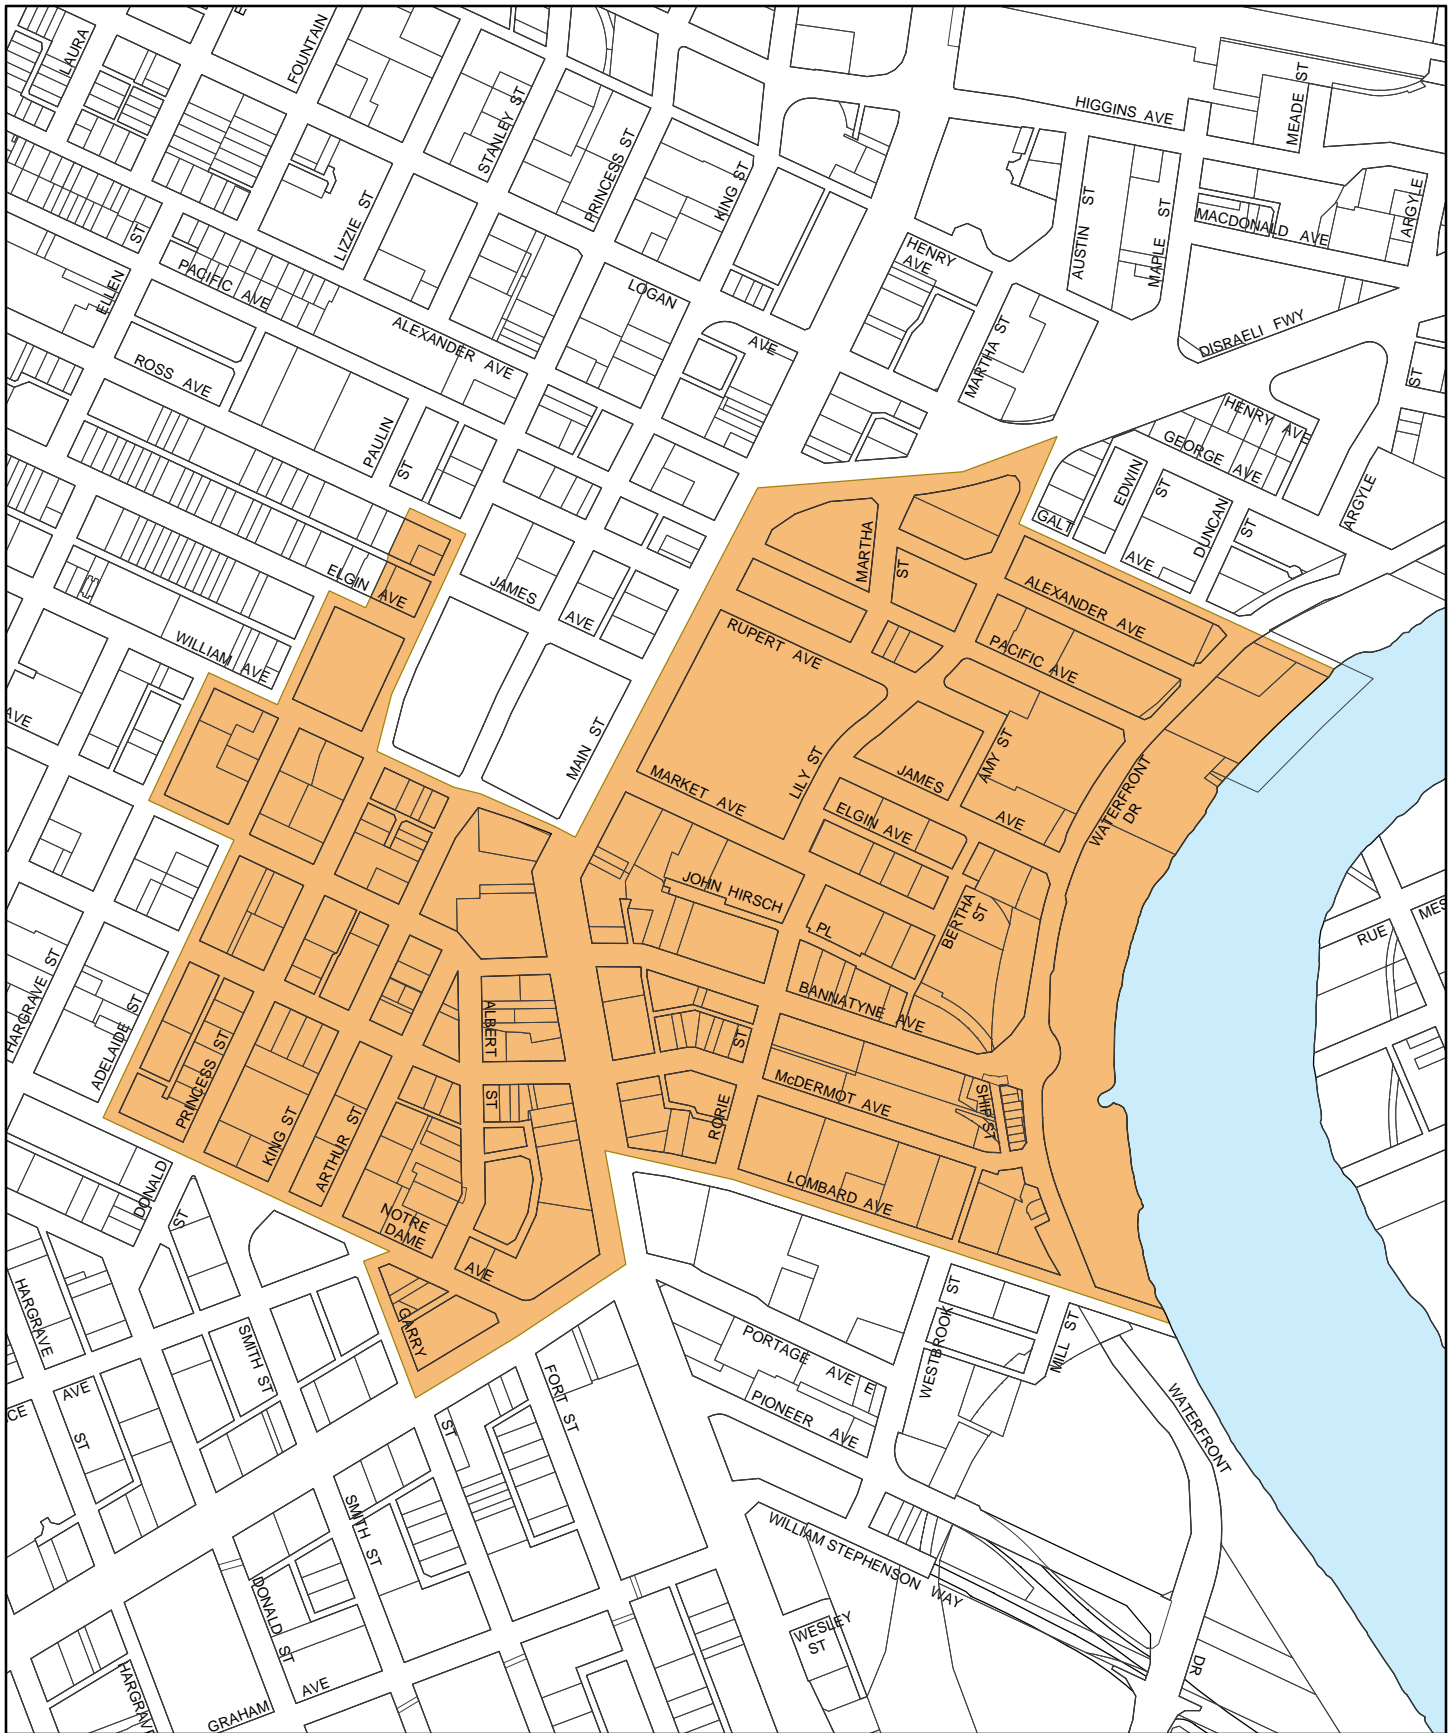 LAURA
FOUNTAIN
STANLEY ST
PRINCESS ST
KING ST
HIGGINS AVE
MEADE ST
LIZZIE ST
ST
ELLEN
PACIFIC AVE
ALEXANDER AVE
ROSS AVE
LOGAN
AVE
HENRY
AVE
AUSTIN ST
MAPLE ST
MACDONALD AVE
ARGYLE
ST
DISRAELI FWY
MARTHA ST
HENRY AVE
GEORGE AVE
EDWIN
ST
DUNCAN
ST
ARGYLE
GALT
AVE
PAULIN
ST
ELGIN AVE
WILLIAM AVE
AVE
JAMES
AVE
MAIN ST
MARTHA
ST
RUPERT AVE
ALEXANDER AVE
PACIFIC AVE
LILY ST
MARKET AVE
JAMES
AVE
AMY ST
ELGIN AVE
WATERFRONT
DR
JOHN HIRSCH
PL
BERTHA
ST
BANNATYNE AVE
McDERMOT AVE
SHIP ST
LOMBARD AVE
RORIE
ST
ALBERT
ST
HARGRAVE ST
ADELAIDE ST
PRINCESS ST
KING ST
ARTHUR ST
NOTRE
DAME
AVE
GARRY
ST
DONALD
ST
HARGRAVE
SMITH ST
AVE
ST
CE
FORT ST
SMITH ST
DONALD ST
HARGRAV
GRAHAM
AVE
PORTAGE AVE E
PIONEER AVE
WESTBROOK ST
MILL ST
WATERFRONT
DR
WILLIAM STEPHENSON WAY
WESLEY
ST
RUE
MES